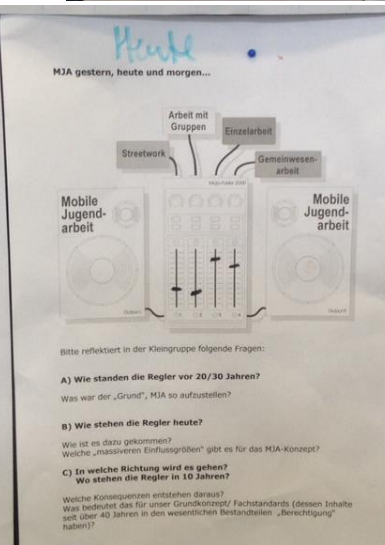 Heute
MJA gestern, heute und morgen...
Arbeit mit
Gruppen
Einzelarbeit
Streetwork
Gemeinwesen-
arbeit
Mobile
Jugend-
arbeit
Mobile
Jugend-
arbeit
Bitte reflektiert in der Kleingruppe folgende Fragen:
A) Wie standen die Regler vor 20/30 Jahren?
Was war der „Grund“, MJA so aufzustellen?
B) Wie stehen die Regler heute?
Wie ist es dazu gekommen?
Welche „massiveren Einflussgrößen“ gibt es für das MJA-Konzept?
C) In welche Richtung wird es gehen?
Wo stehen die Regler in 10 Jahren?
Welche Konsequenzen entstehen daraus?
Was bedeutet das für unser Grundkonzept/ Fachstandards (dessen Inhalte
seit über 40 Jahren in den wesentlichen Bestandteilen „Berechtigung“
haben)?